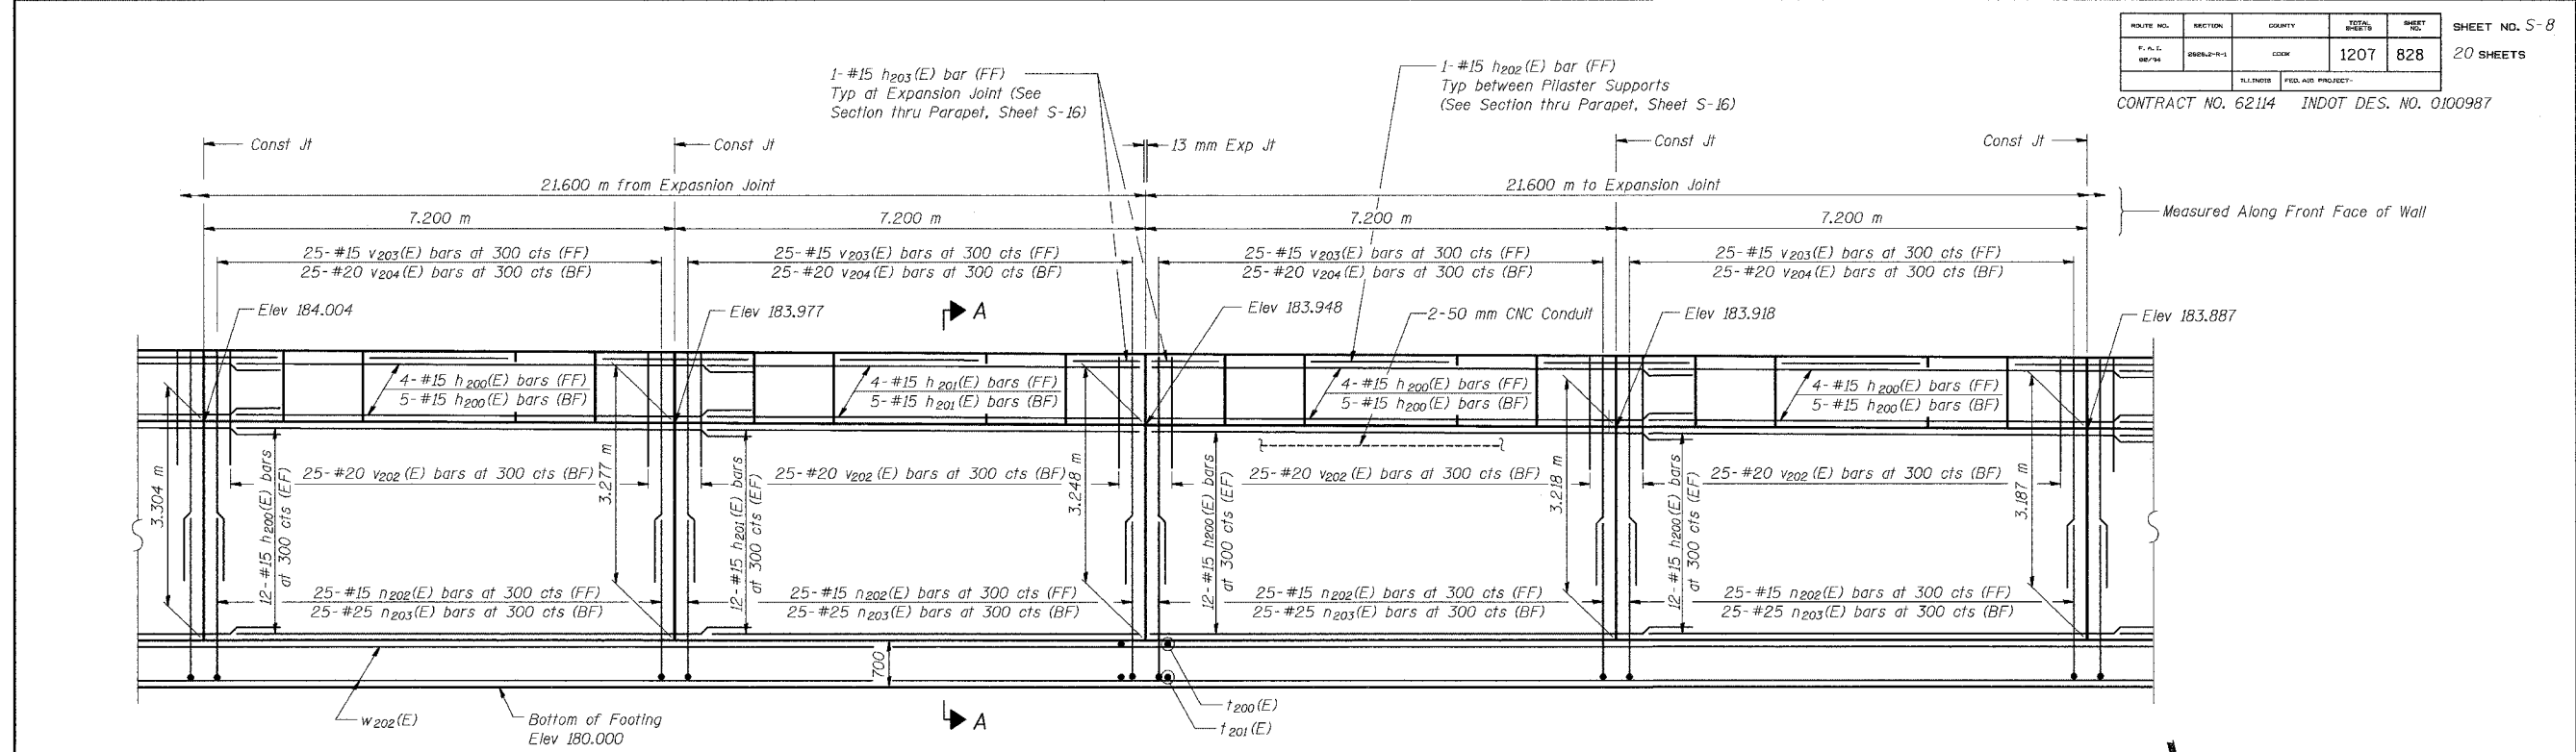 ROUTE NO. SECTION COUNTY TOTAL SHEETS SHEET NO.
F.A.I. 80/94 COOK 1207 828
ILLINOIS FED. AID PROJECT-
SHEET NO. S-8
20 SHEETS
CONTRACT NO. 62114 INDOT DES. NO. 0100987
1-#15 h203(E) bar (FF)
Typ at Expansion Joint (See
Section thru Parapet, Sheet S-16)
1-#15 h202(E) bar (FF)
Typ between Pilaster Supports
(See Section thru Parapet, Sheet S-16)
Const Jt
Const Jt
13 mm Exp Jt
Const Jt
Const Jt
21.600 m from Expasnion Joint
21.600 m to Expansion Joint
Measured Along Front Face of Wall
7.200 m
7.200 m
7.200 m
7.200 m
25-#15 v203(E) bars at 300 cts (FF)
25-#20 v204(E) bars at 300 cts (BF)
25-#15 v203(E) bars at 300 cts (FF)
25-#20 v204(E) bars at 300 cts (BF)
25-#15 v203(E) bars at 300 cts (FF)
25-#20 v204(E) bars at 300 cts (BF)
25-#15 v203(E) bars at 300 cts (FF)
25-#20 v204(E) bars at 300 cts (BF)
Elev 184.004
Elev 183.977
A
Elev 183.948
2-50 mm CNC Conduit
Elev 183.918
Elev 183.887
4-#15 h200(E) bars (FF)
5-#15 h200(E) bars (BF)
4-#15 h201(E) bars (FF)
5-#15 h201(E) bars (BF)
4-#15 h200(E) bars (FF)
5-#15 h200(E) bars (BF)
4-#15 h200(E) bars (FF)
5-#15 h200(E) bars (BF)
3.304 m
12-#15 h200(E) bars
at 300 cts (EF)
25-#20 v202(E) bars at 300 cts (BF)
3.277 m
12-#15 h201(E) bars
at 300 cts (EF)
25-#20 v202(E) bars at 300 cts (BF)
3.248 m
12-#15 h200(E) bars
at 300 cts (EF)
25-#20 v202(E) bars at 300 cts (BF)
3.218 m
12-#15 h200(E) bars
at 300 cts (EF)
25-#20 v202(E) bars at 300 cts (BF)
3.187 m
25-#15 n202(E) bars at 300 cts (FF)
25-#25 n203(E) bars at 300 cts (BF)
25-#15 n202(E) bars at 300 cts (FF)
25-#25 n203(E) bars at 300 cts (BF)
25-#15 n202(E) bars at 300 cts (FF)
25-#25 n203(E) bars at 300 cts (BF)
25-#15 n202(E) bars at 300 cts (FF)
25-#25 n203(E) bars at 300 cts (BF)
700
w202(E)
Bottom of Footing
Elev 180.000
A
t200(E)
t201(E)